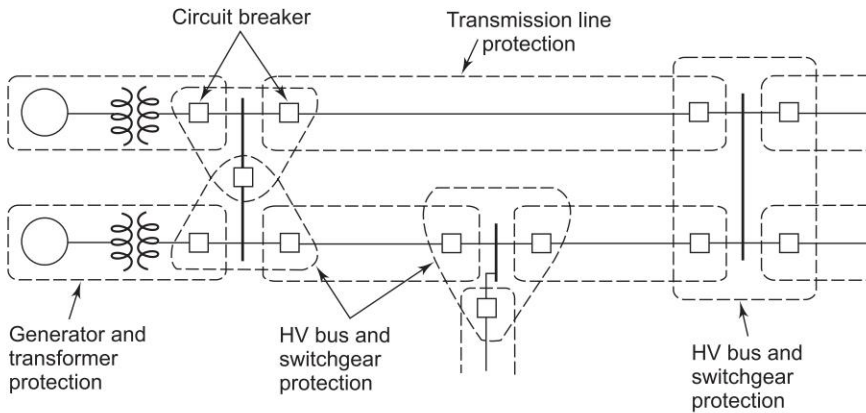 Circuit breaker
Transmission line
protection
Generator and
transformer
protection
HV bus and
switchgear
protection
HV bus and
switchgear
protection